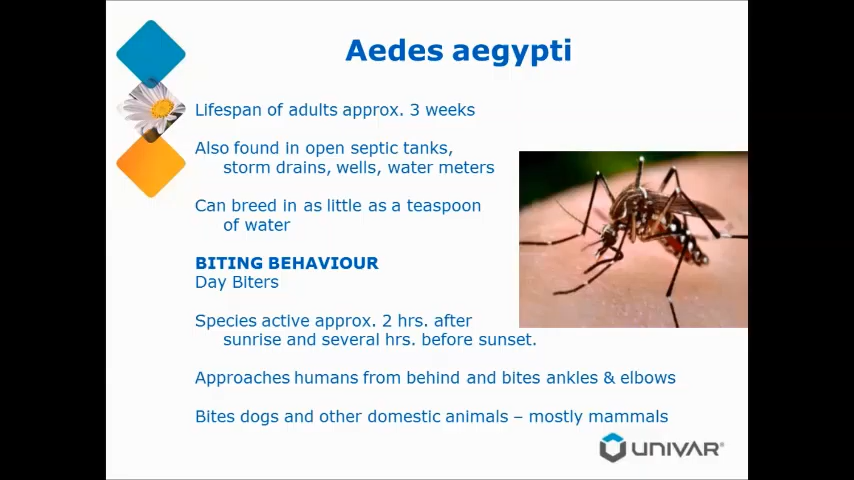 Aedes aegypti
Lifespan of adults approx. 3 weeks
Also found in open septic tanks,
storm drains, wells, water meters
Can breed in as little as a teaspoon
of water
BITING BEHAVIOUR
Day Biters
Species active approx. 2 hrs. after
sunrise and several hrs. before sunset.
Approaches humans from behind and bites ankles & elbows
Bites dogs and other domestic animals – mostly mammals
UNIVAR®